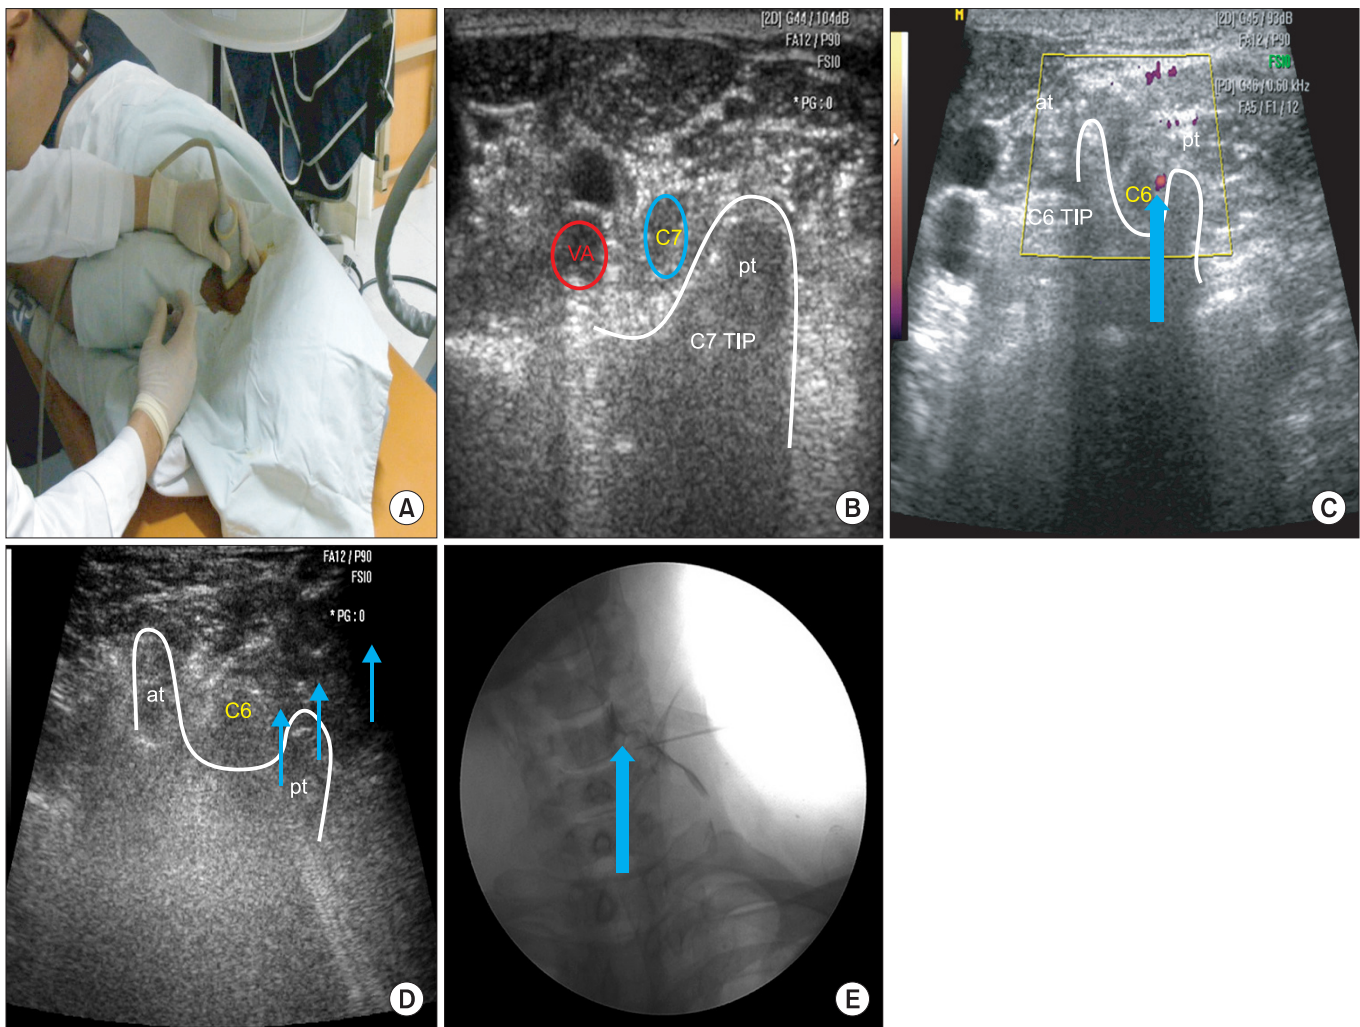 A
[2D] G44 / 104dB
FA12 / P90
FSI0
* PG : 0
VA
C7
pt
C7 TIP
B
M
[2D] G45 / 93dB
FA12 / P90
FSI0
[PD] G46 / 0.60 kHz
FA5 / F1 / 12
at
pt
C6
C6 TIP
C
FA12 / P90
FSI0
* PG : 0
at
C6
pt
D
E